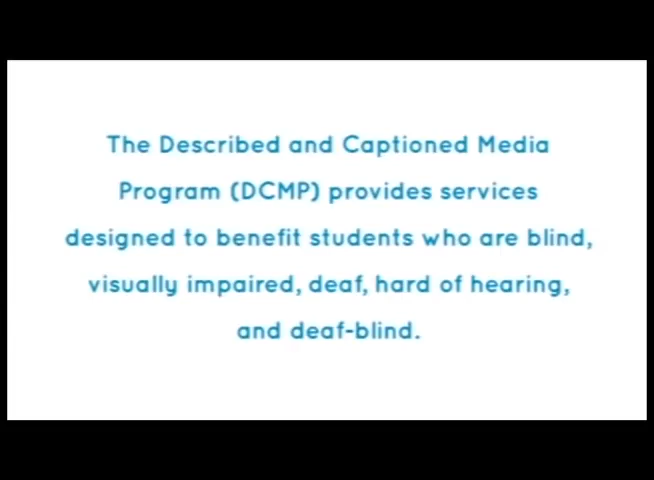 The Described and Captioned Media
Program (DCMP) provides services
designed to benefit students who are blind,
visually impaired, deaf, hard of hearing,
and deaf-blind.